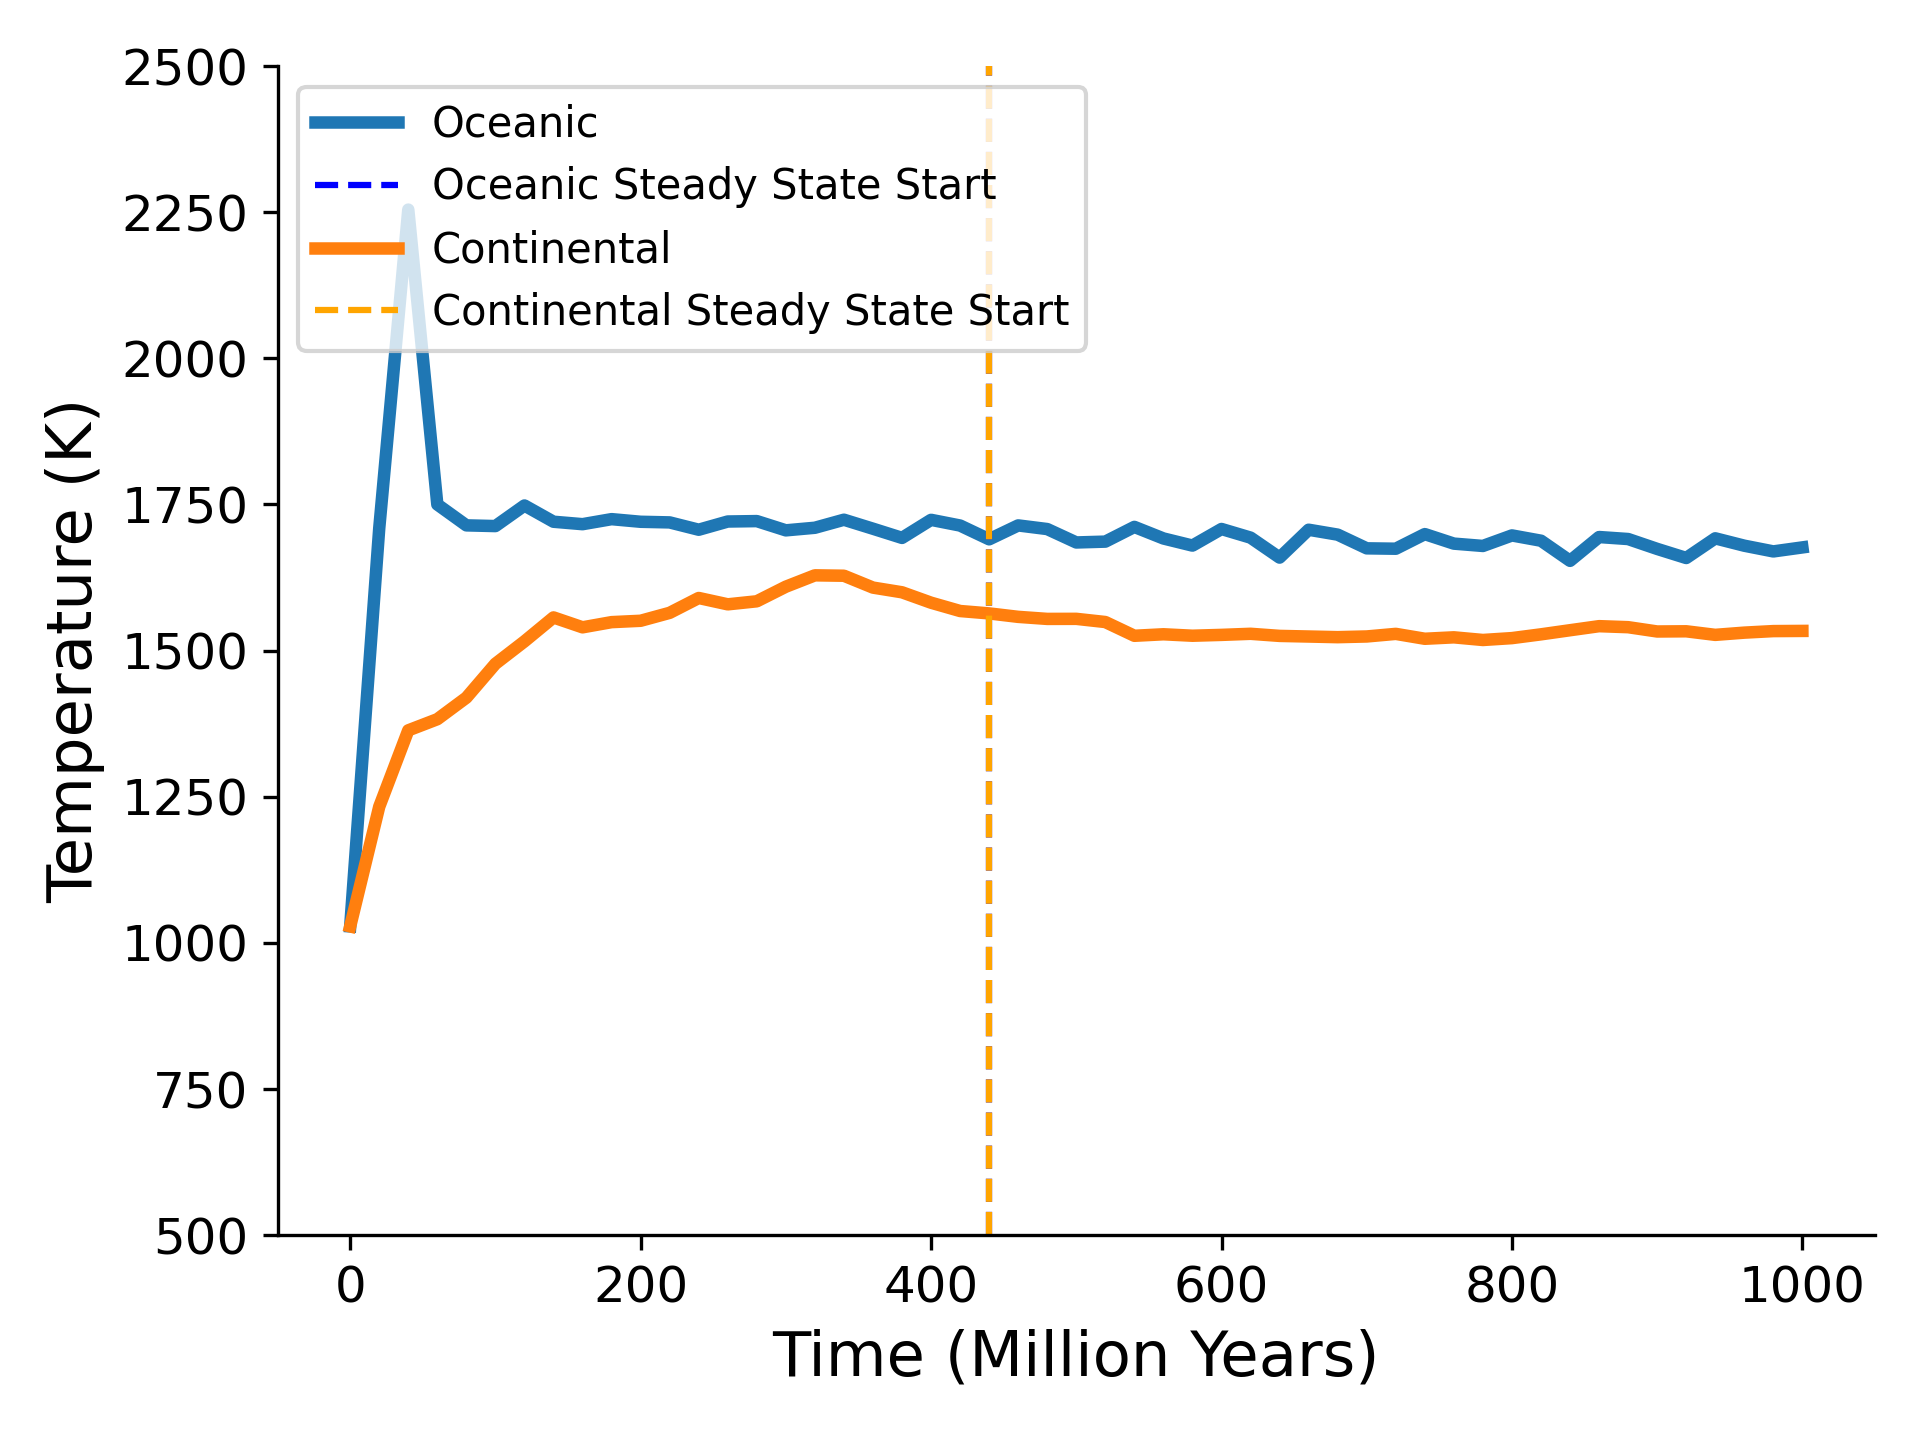 2500
2250
2000
1750
1500
1250
1000
750
500
Temperature (K)
Oceanic
Oceanic Steady State Start
Continental
Continental Steady State Start
0 200 400 600 800 1000
Time (Million Years)